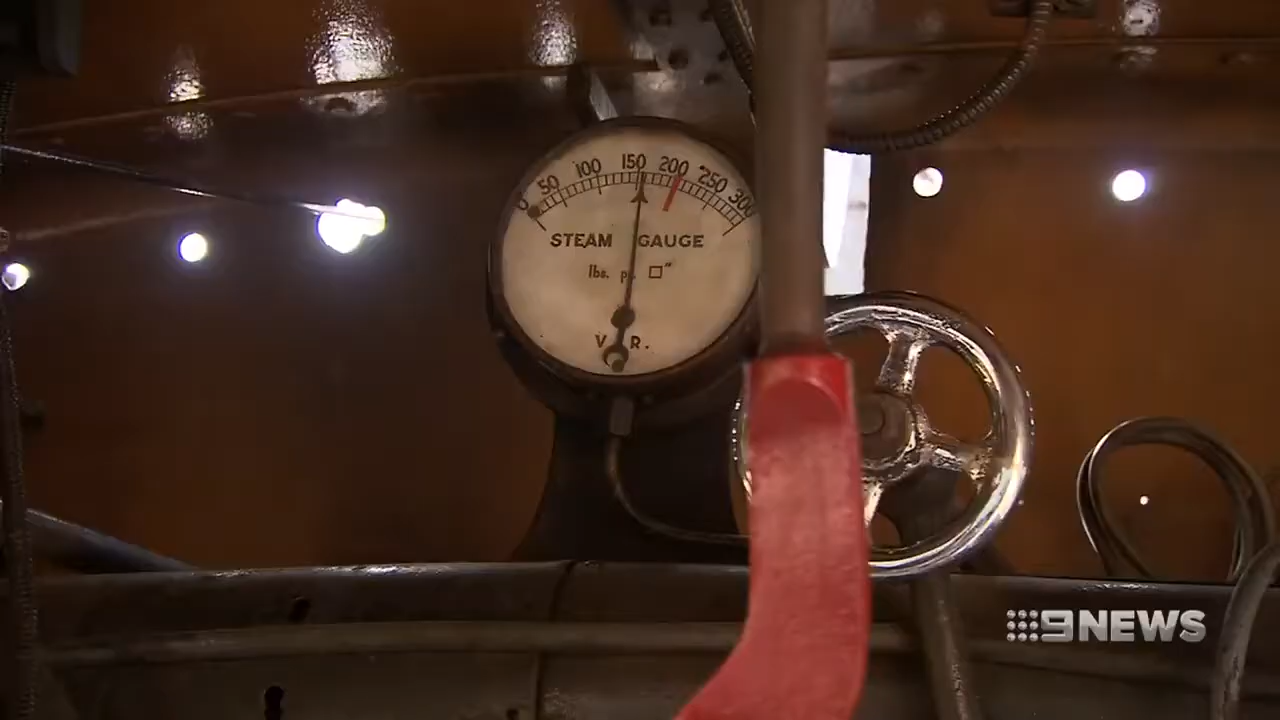 0 50 100 150 200 250 300
STEAM GAUGE
lbs. p. □"
V. R.
9NEWS